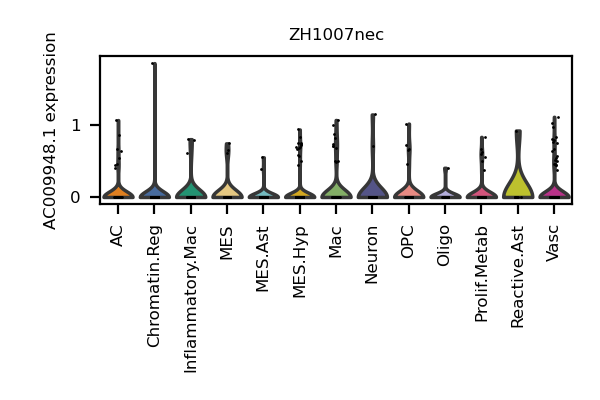 ZH1007nec
AC009948.1 expression
1
0
AC
Chromatin.Reg
Inflammatory.Mac
MES
MES.Ast
MES.Hyp
Mac
Neuron
OPC
Oligo
Prolif.Metab
Reactive.Ast
Vasc